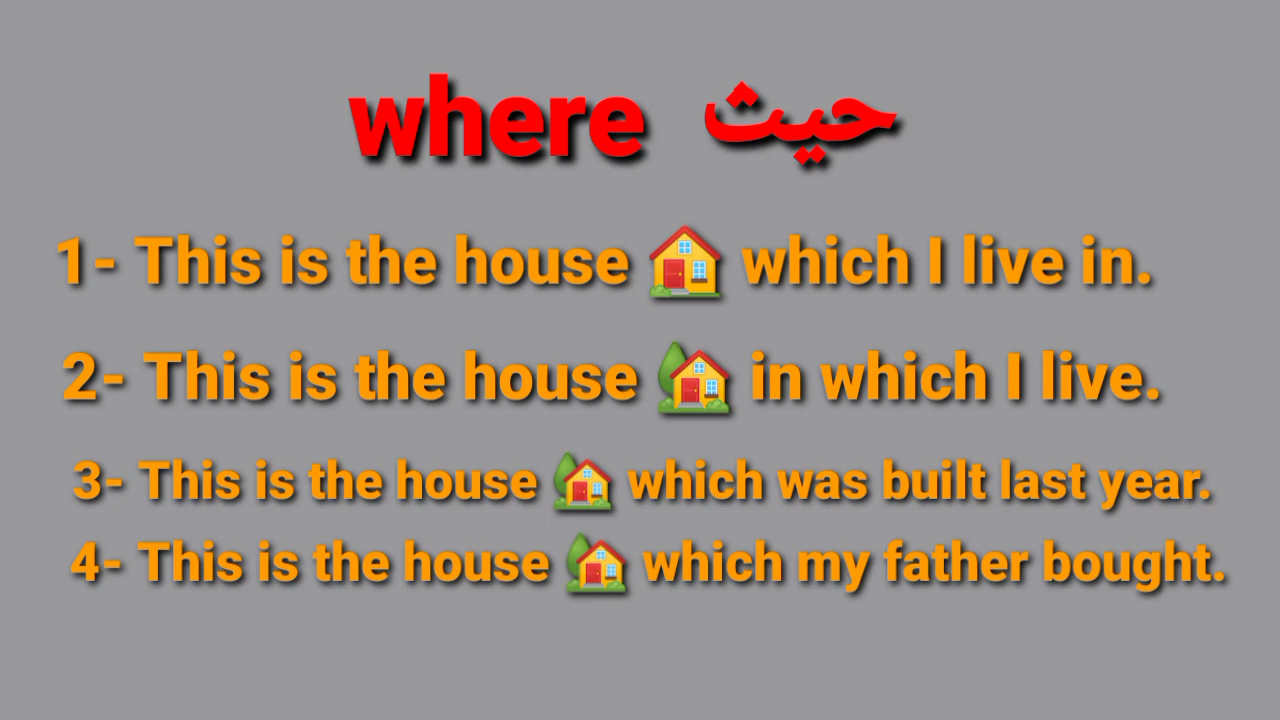 where حيث
1- This is the house 🏠 which I live in.
2- This is the house 🏡 in which I live.
3- This is the house 🏡 which was built last year.
4- This is the house 🏡 which my father bought.